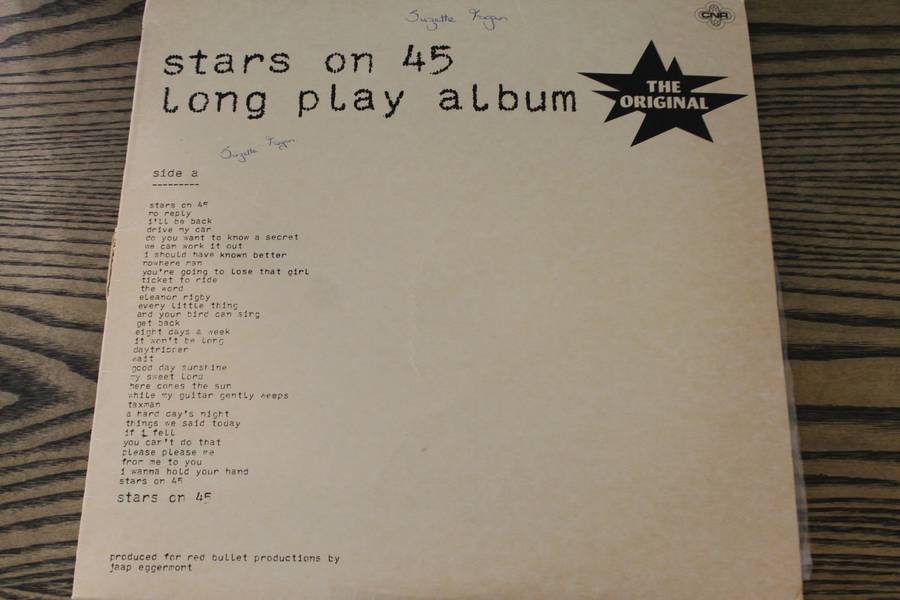 Suzette Fagan
CNR
stars on 45
long play album
THE
ORIGINAL
Suzette Fagan
side a
---------
stars on 45
no reply
i'll be back
drive my car
do you want to know a secret
we can work it out
i should have known better
nowhere man
you're going to lose that girl
ticket to ride
the word
eleanor rigby
every little thing
and your bird can sing
get back
eight days a week
it won't be long
daytripper
wait
good day sunshine
my sweet lord
here comes the sun
while my guitar gently weeps
taxman
a hard day's night
things we said today
if i fell
you can't do that
please please me
from me to you
i wanna hold your hand
stars on 45
stars on 45
produced for red bullet productions by
jaap eggermont